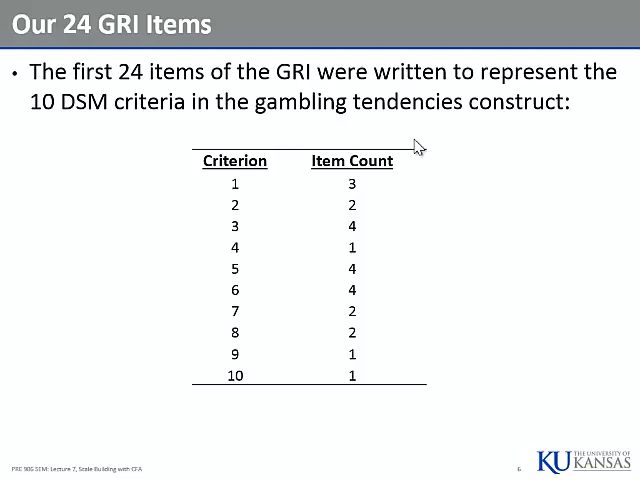 Our 24 GRI Items
• The first 24 items of the GRI were written to represent the
10 DSM criteria in the gambling tendencies construct:
Criterion Item Count
1 3
2 2
3 4
4 1
5 4
6 4
7 2
8 2
9 1
10 1
PRE 906 SEM: Lecture 7, Scale Building with CFA
6
KU THE UNIVERSITY OF
KANSAS